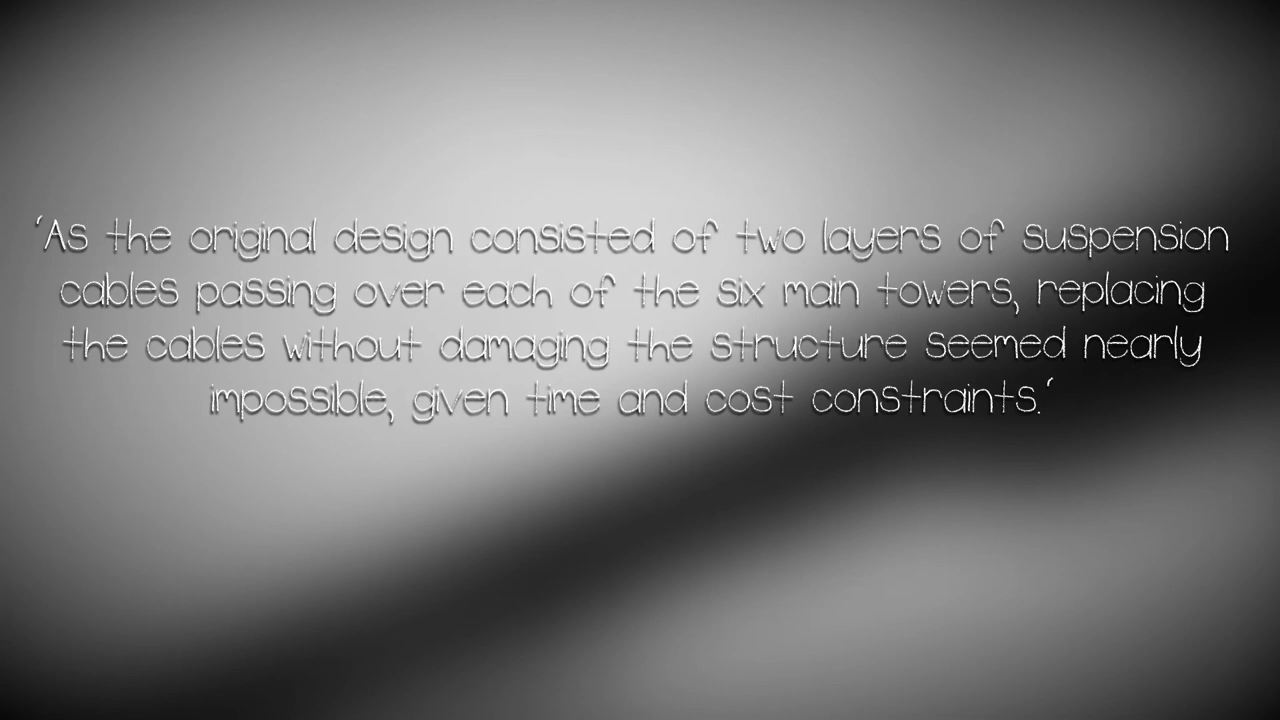 ‘As the original design consisted of two layers of suspension
cables passing over each of the six main towers, replacing
the cables without damaging the structure seemed nearly
impossible, given time and cost constraints.‘